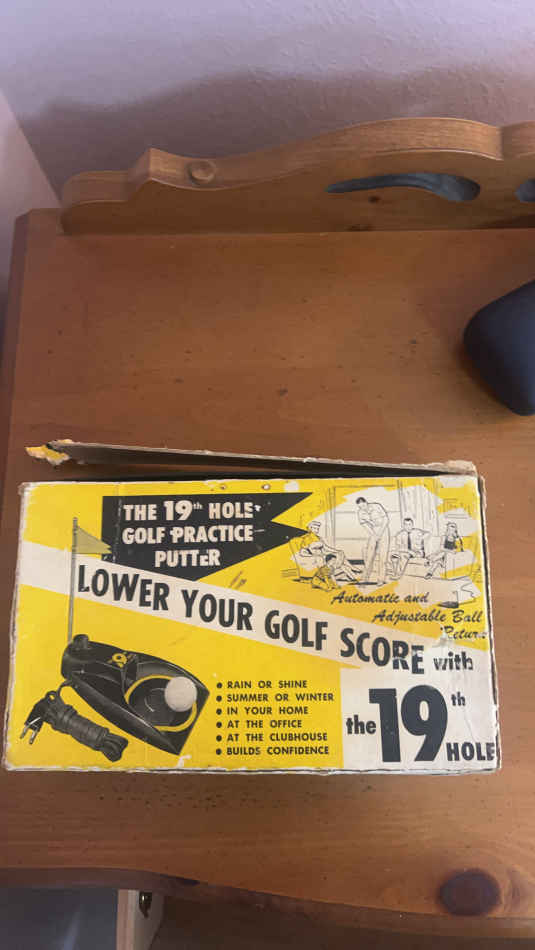 THE 19th HOLE
GOLF PRACTICE
PUTTER
LOWER YOUR GOLF SCORE with
the 19th HOLE
Automatic and
Adjustable Ball
Return
• RAIN OR SHINE
• SUMMER OR WINTER
• IN YOUR HOME
• AT THE OFFICE
• AT THE CLUBHOUSE
• BUILDS CONFIDENCE